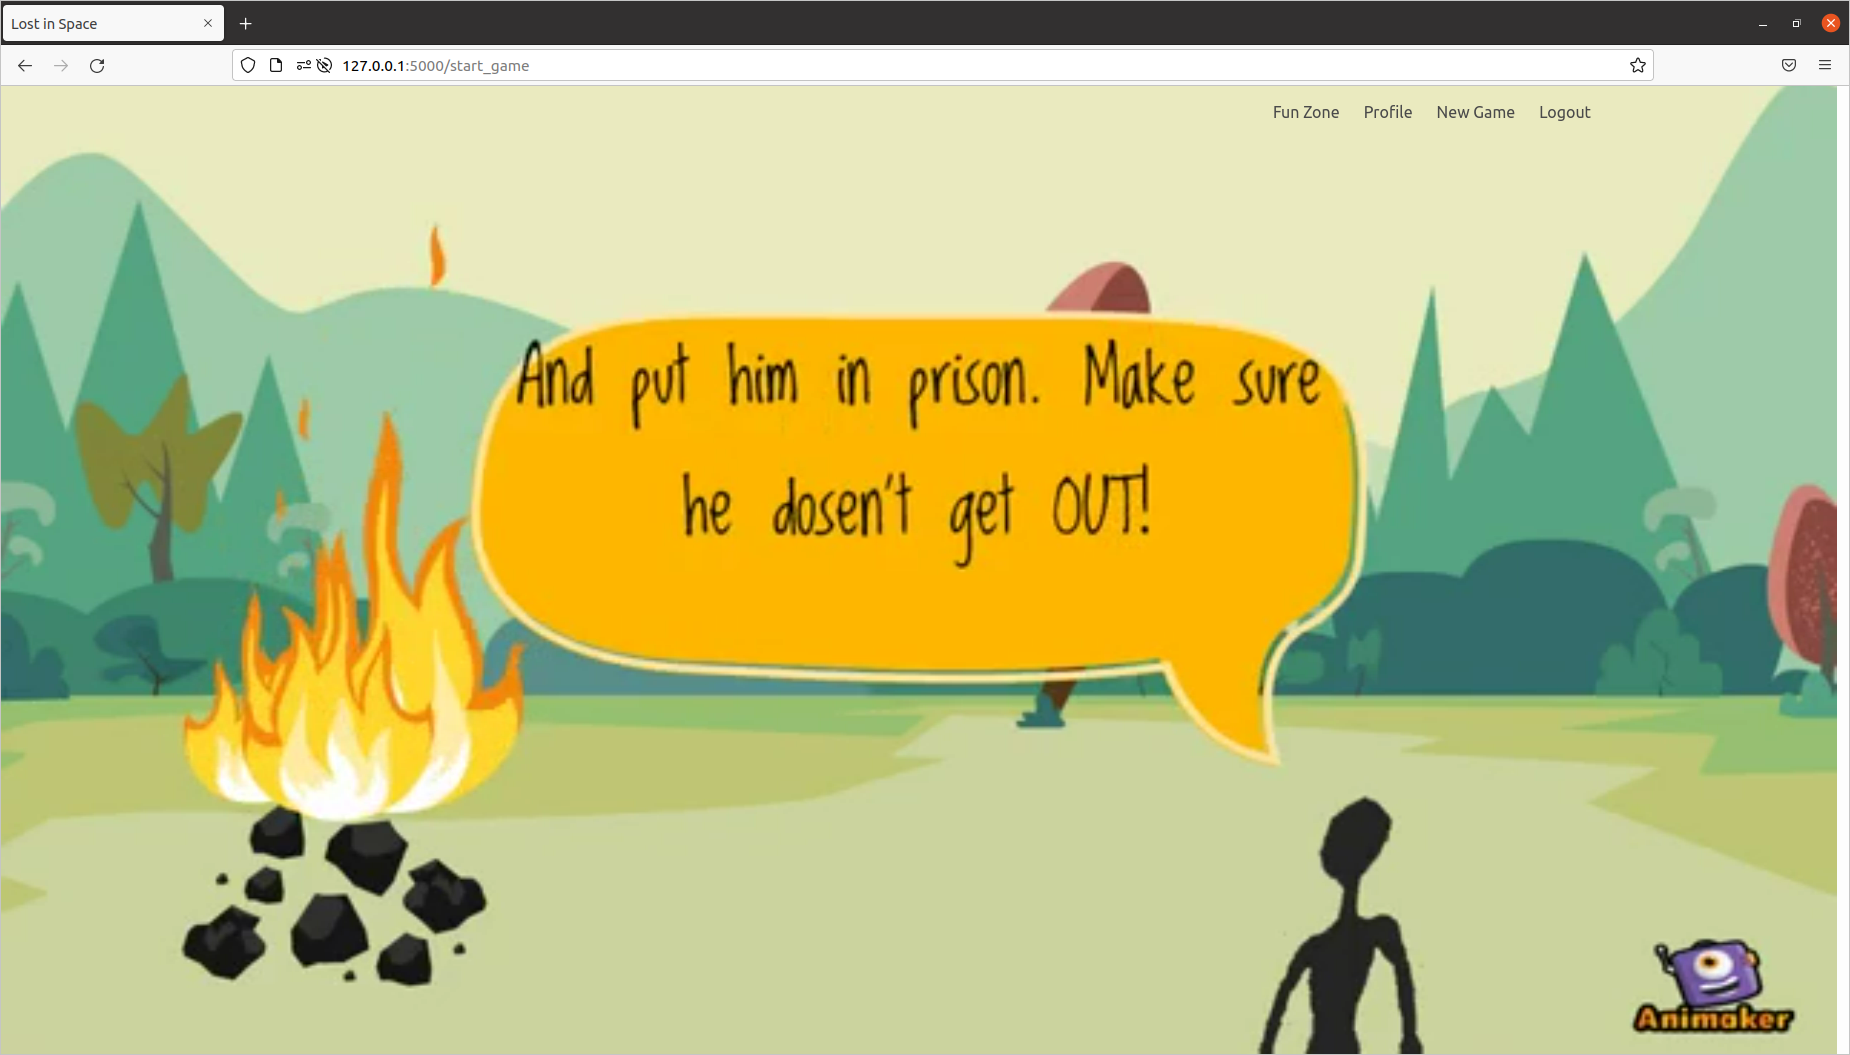 Lost in Space
127.0.0.1:5000/start_game
Fun Zone Profile New Game Logout
And put him in prison. Make sure
he dosen't get OUT!
Animaker